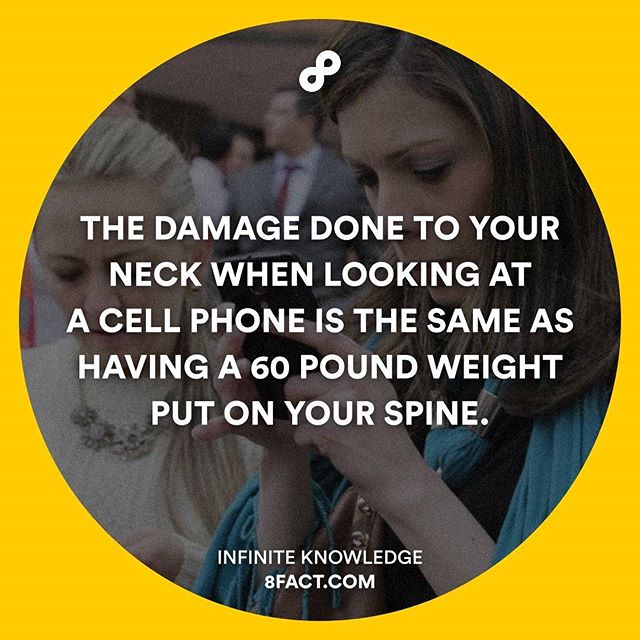 THE DAMAGE DONE TO YOUR
NECK WHEN LOOKING AT
A CELL PHONE IS THE SAME AS
HAVING A 60 POUND WEIGHT
PUT ON YOUR SPINE.
INFINITE KNOWLEDGE
8FACT.COM